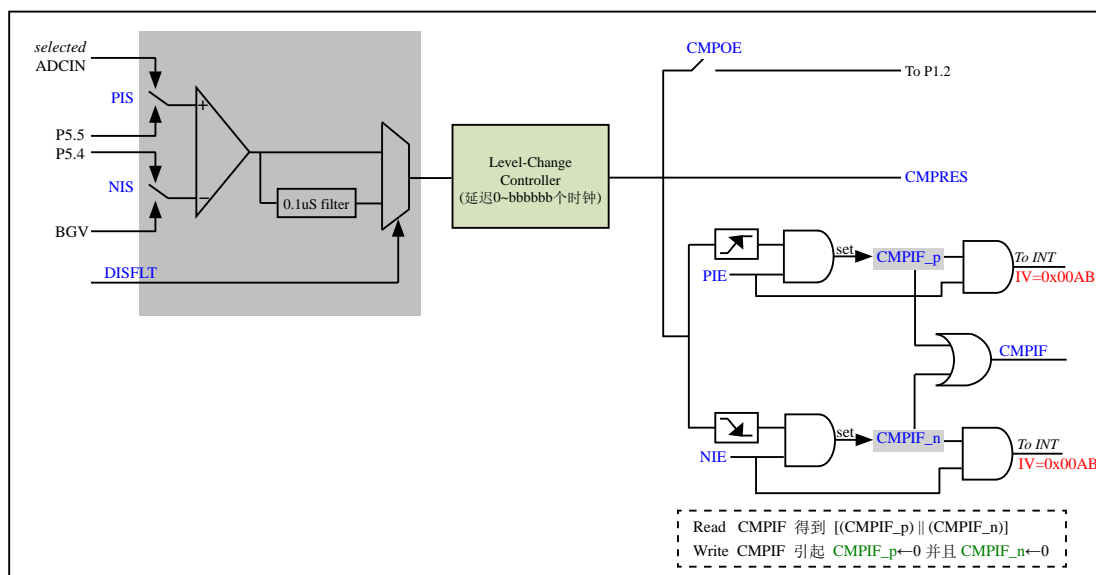 selected
ADCIN
PIS
P5.5
P5.4
NIS
BGV
DISFLT
+
−
0.1uS filter
Level-Change
Controller
(延迟0~bbbbbb个时钟)
CMPOE
To P1.2
CMPRES
PIE
set
CMPIF_p
To INT
IV=0x00AB
CMPIF
NIE
set
CMPIF_n
To INT
IV=0x00AB
Read CMPIF 得到 [(CMPIF_p) || (CMPIF_n)]
Write CMPIF 引起 CMPIF_p←0 并且 CMPIF_n←0